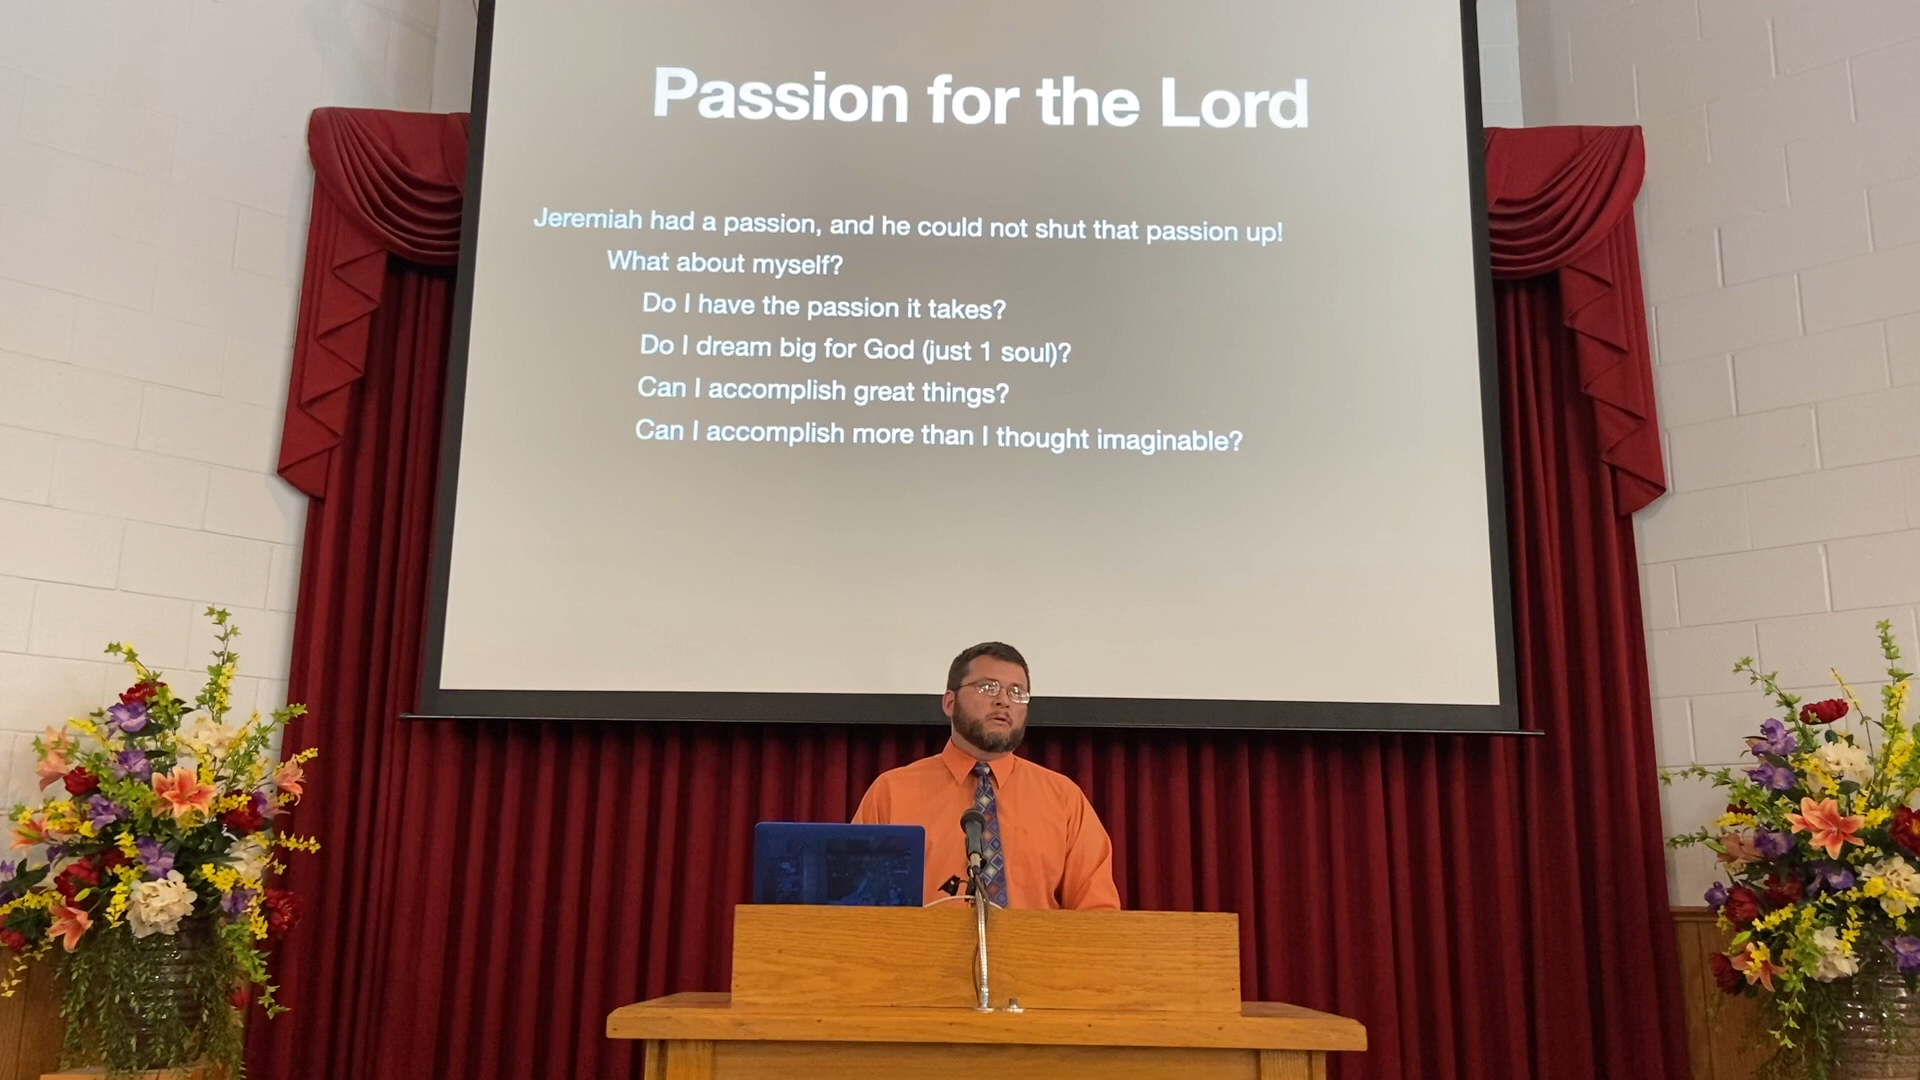 Passion for the Lord
Jeremiah had a passion, and he could not shut that passion up!
What about myself?
Do I have the passion it takes?
Do I dream big for God (just 1 soul)?
Can I accomplish great things?
Can I accomplish more than I thought imaginable?